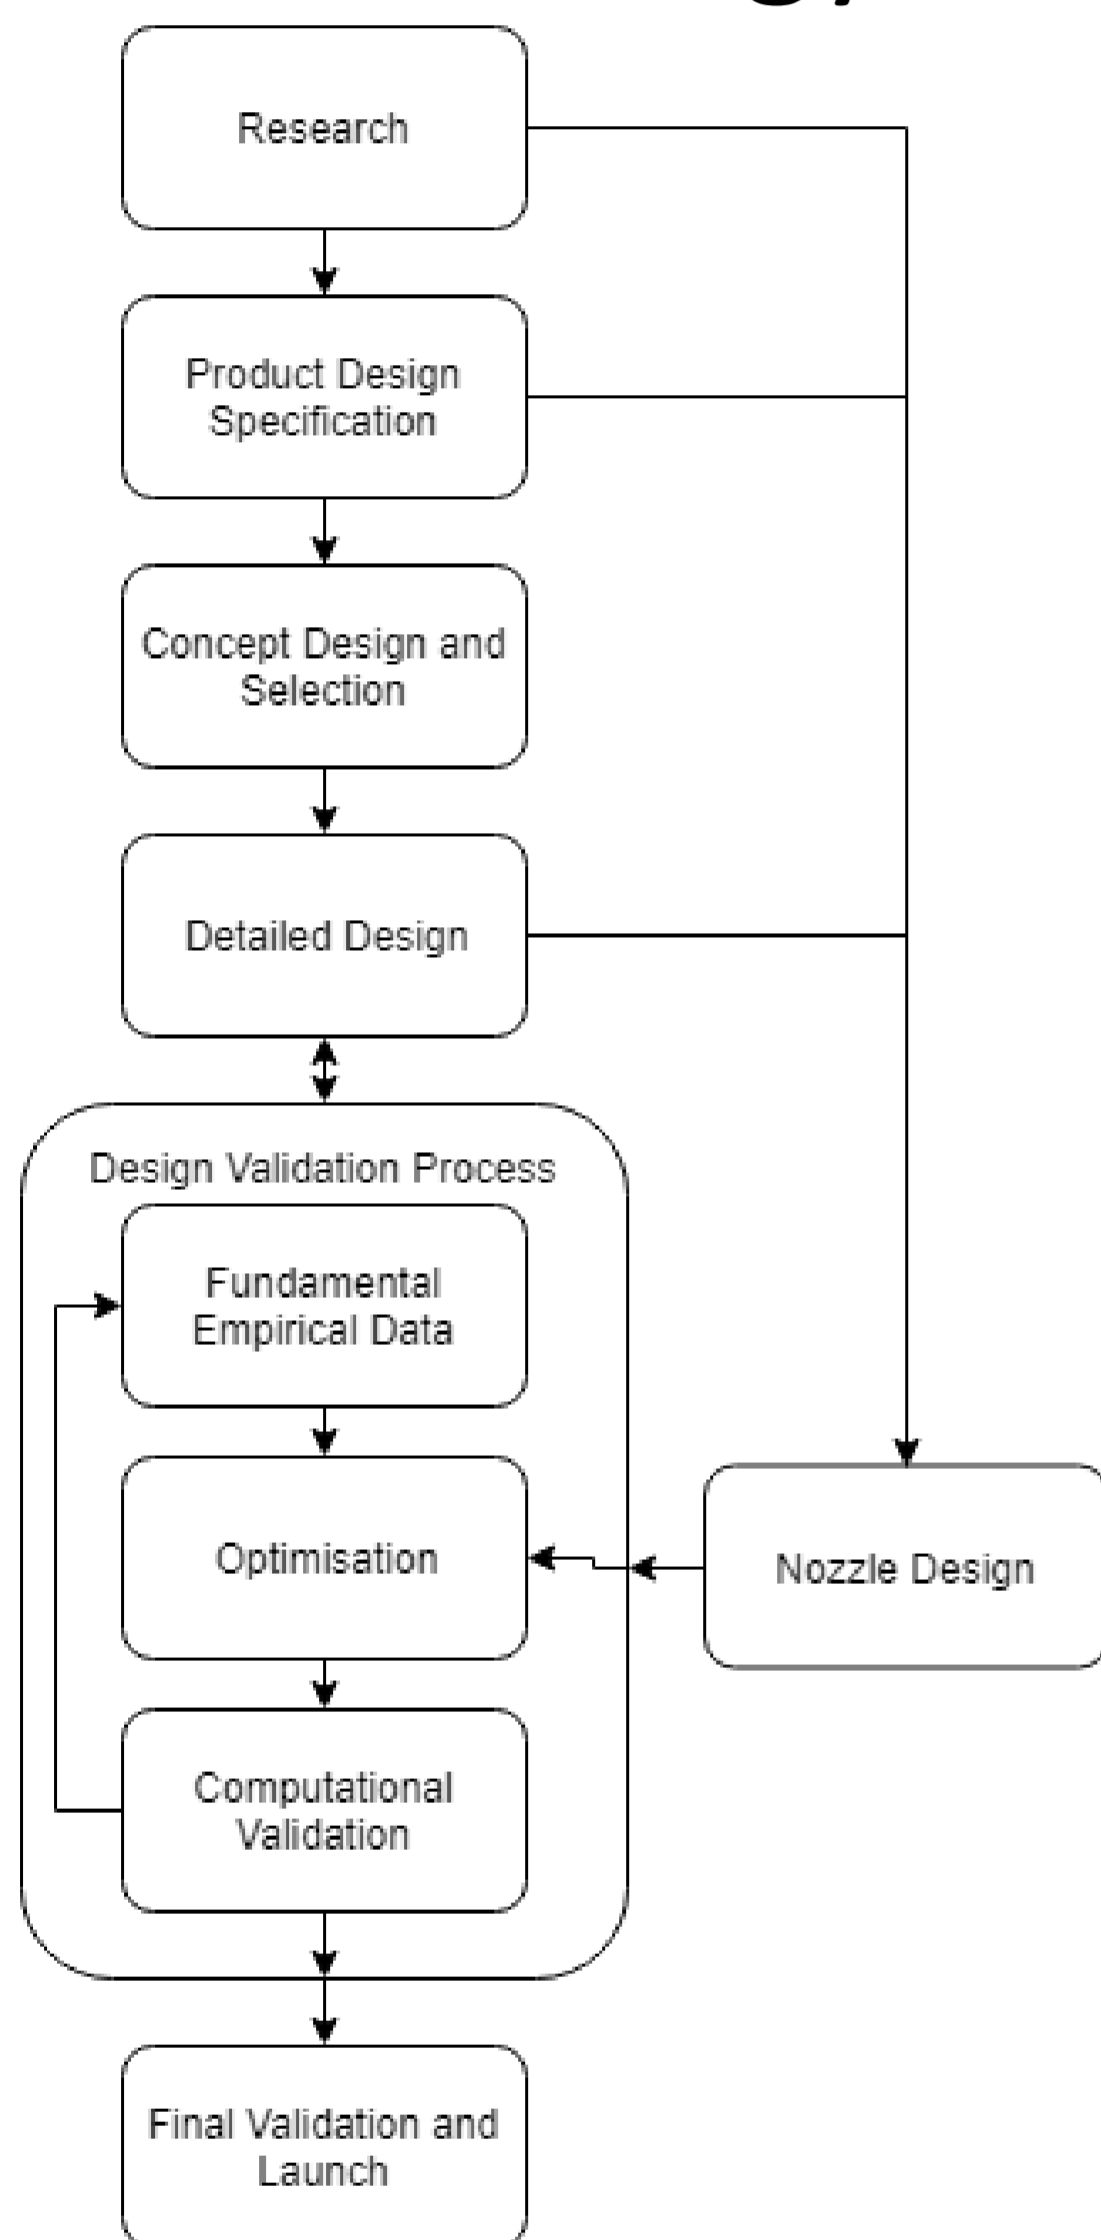 Research
Product Design
Specification
Concept Design and
Selection
Detailed Design
Design Validation Process
Fundamental
Empirical Data
Optimisation
Nozzle Design
Computational
Validation
Final Validation and
Launch